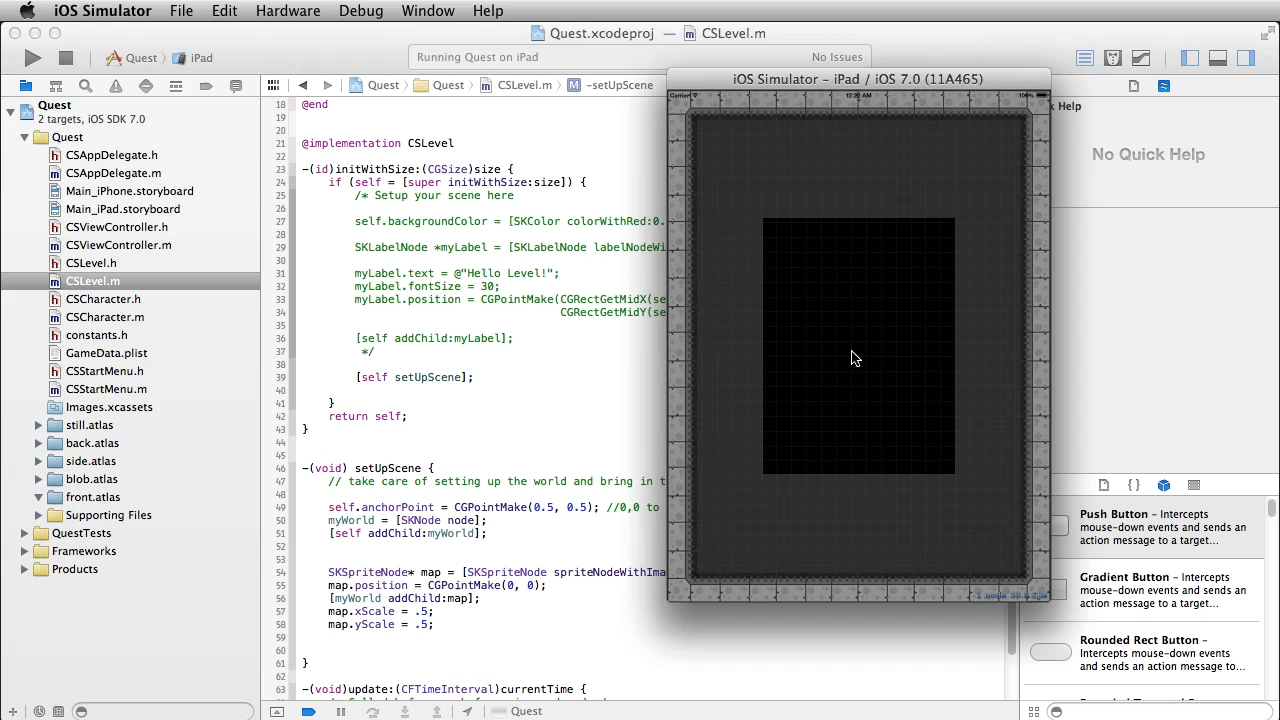 iOS Simulator File Edit Hardware Debug Window Help
Quest.xcodeproj — CSLevel.m
Quest iPad
Running Quest on iPad No Issues
Quest Quest CSLevel.m -setUpScene
Quest
2 targets, iOS SDK 7.0
Quest
CSAppDelegate.h
CSAppDelegate.m
Main_iPhone.storyboard
Main_iPad.storyboard
CSViewController.h
CSViewController.m
CSLevel.h
CSLevel.m
CSCharacter.h
CSCharacter.m
constants.h
GameData.plist
CSStartMenu.h
CSStartMenu.m
Images.xcassets
still.atlas
back.atlas
side.atlas
blob.atlas
front.atlas
Supporting Files
QuestTests
Frameworks
Products
18 @end
19
20
21 @implementation CSLevel
22
23 -(id)initWithSize:(CGSize)size {
24 if (self = [super initWithSize:size]) {
25 /* Setup your scene here
26
27 self.backgroundColor = [SKColor colorWithRed:0.
28
29 SKLabelNode *myLabel = [SKLabelNode labelNodeWi
30
31 myLabel.text = @"Hello Level!";
32 myLabel.fontSize = 30;
33 myLabel.position = CGPointMake(CGRectGetMidX(se
34 CGRectGetMidY(se
35
36 [self addChild:myLabel];
37 */
38
39 [self setUpScene];
40
41 }
42 return self;
43 }
44
45
46 -(void) setUpScene {
47 // take care of setting up the world and bring in t
48
49 self.anchorPoint = CGPointMake(0.5, 0.5); //0,0 to
50 myWorld = [SKNode node];
51 [self addChild:myWorld];
52
53
54 SKSpriteNode* map = [SKSpriteNode spriteNodeWithIma
55 map.position = CGPointMake(0, 0);
56 [myWorld addChild:map];
57 map.xScale = .5;
58 map.yScale = .5;
59
60
61 }
62
63 -(void)update:(CFTimeInterval)currentTime {
Quest
iOS Simulator – iPad / iOS 7.0 (11A465)
Carrier 12:22 AM 100%
k Help
No Quick Help
Push Button – Intercepts
mouse-down events and sends an
action message to a target...
Gradient Button – Intercepts
mouse-down events and sends an
action message to a target...
Rounded Rect Button –
Intercepts mouse-down events
and sends an action message to...